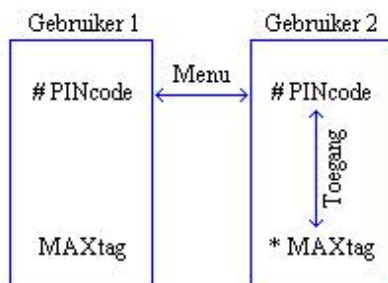 Gebruiker 1
Gebruiker 2
Menu
# PINcode
# PINcode
Toegang
MAXtag
* MAXtag